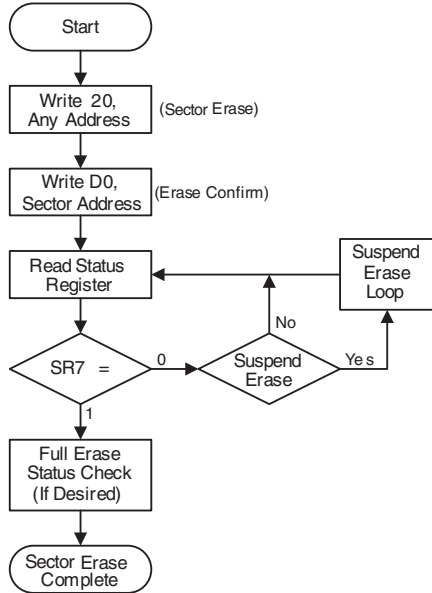 Start
Write 20,
Any Address
(Sector Erase)
Write D0,
Sector Address
(Erase Confirm)
Read Status
Register
Suspend
Erase
Loop
No
SR7 =
0
Suspend
Erase
Yes
1
Full Erase
Status Check
(If Desired)
Sector Erase
Complete